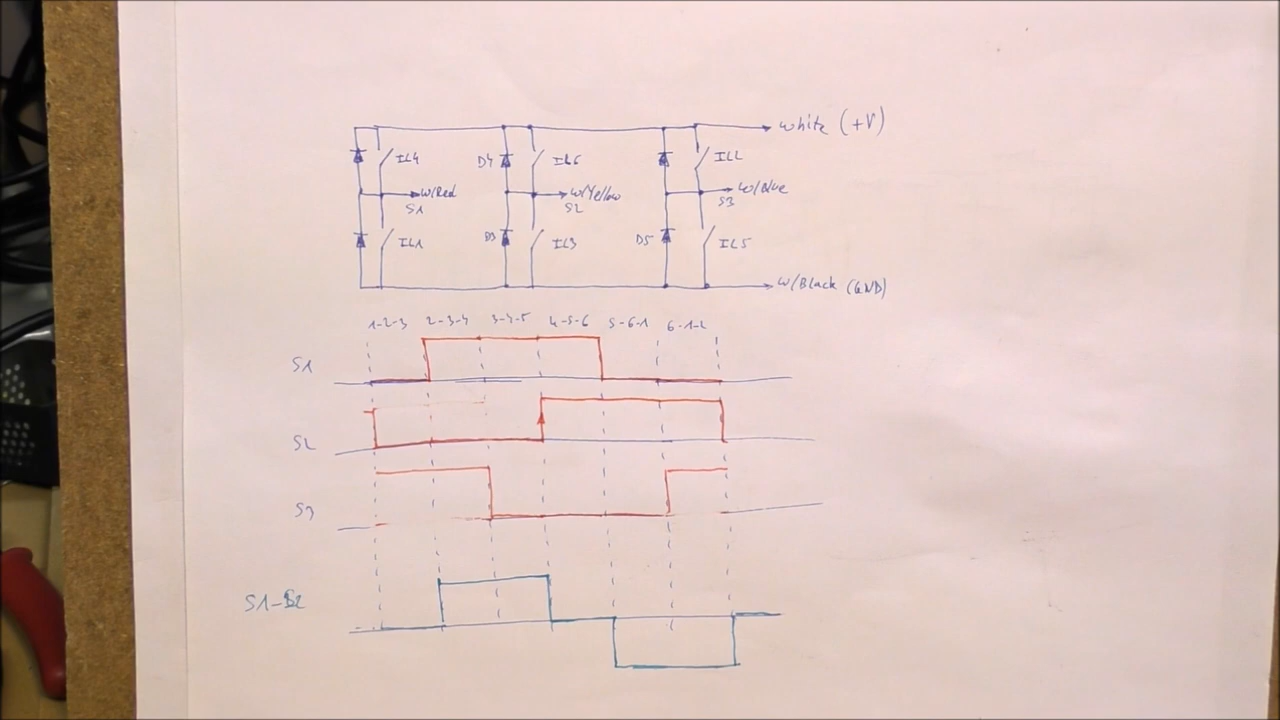 White (+V)
IL4 D4 IL6 IL2
W/Red W/Yellow W/Blue
S1 S2 S3
IL1 D3 IL3 D5 IL5
W/Black (GND)
1-2-3 2-3-4 3-4-5 4-5-6 5-6-1 6-1-2
S1
S2
S3
S1-S2